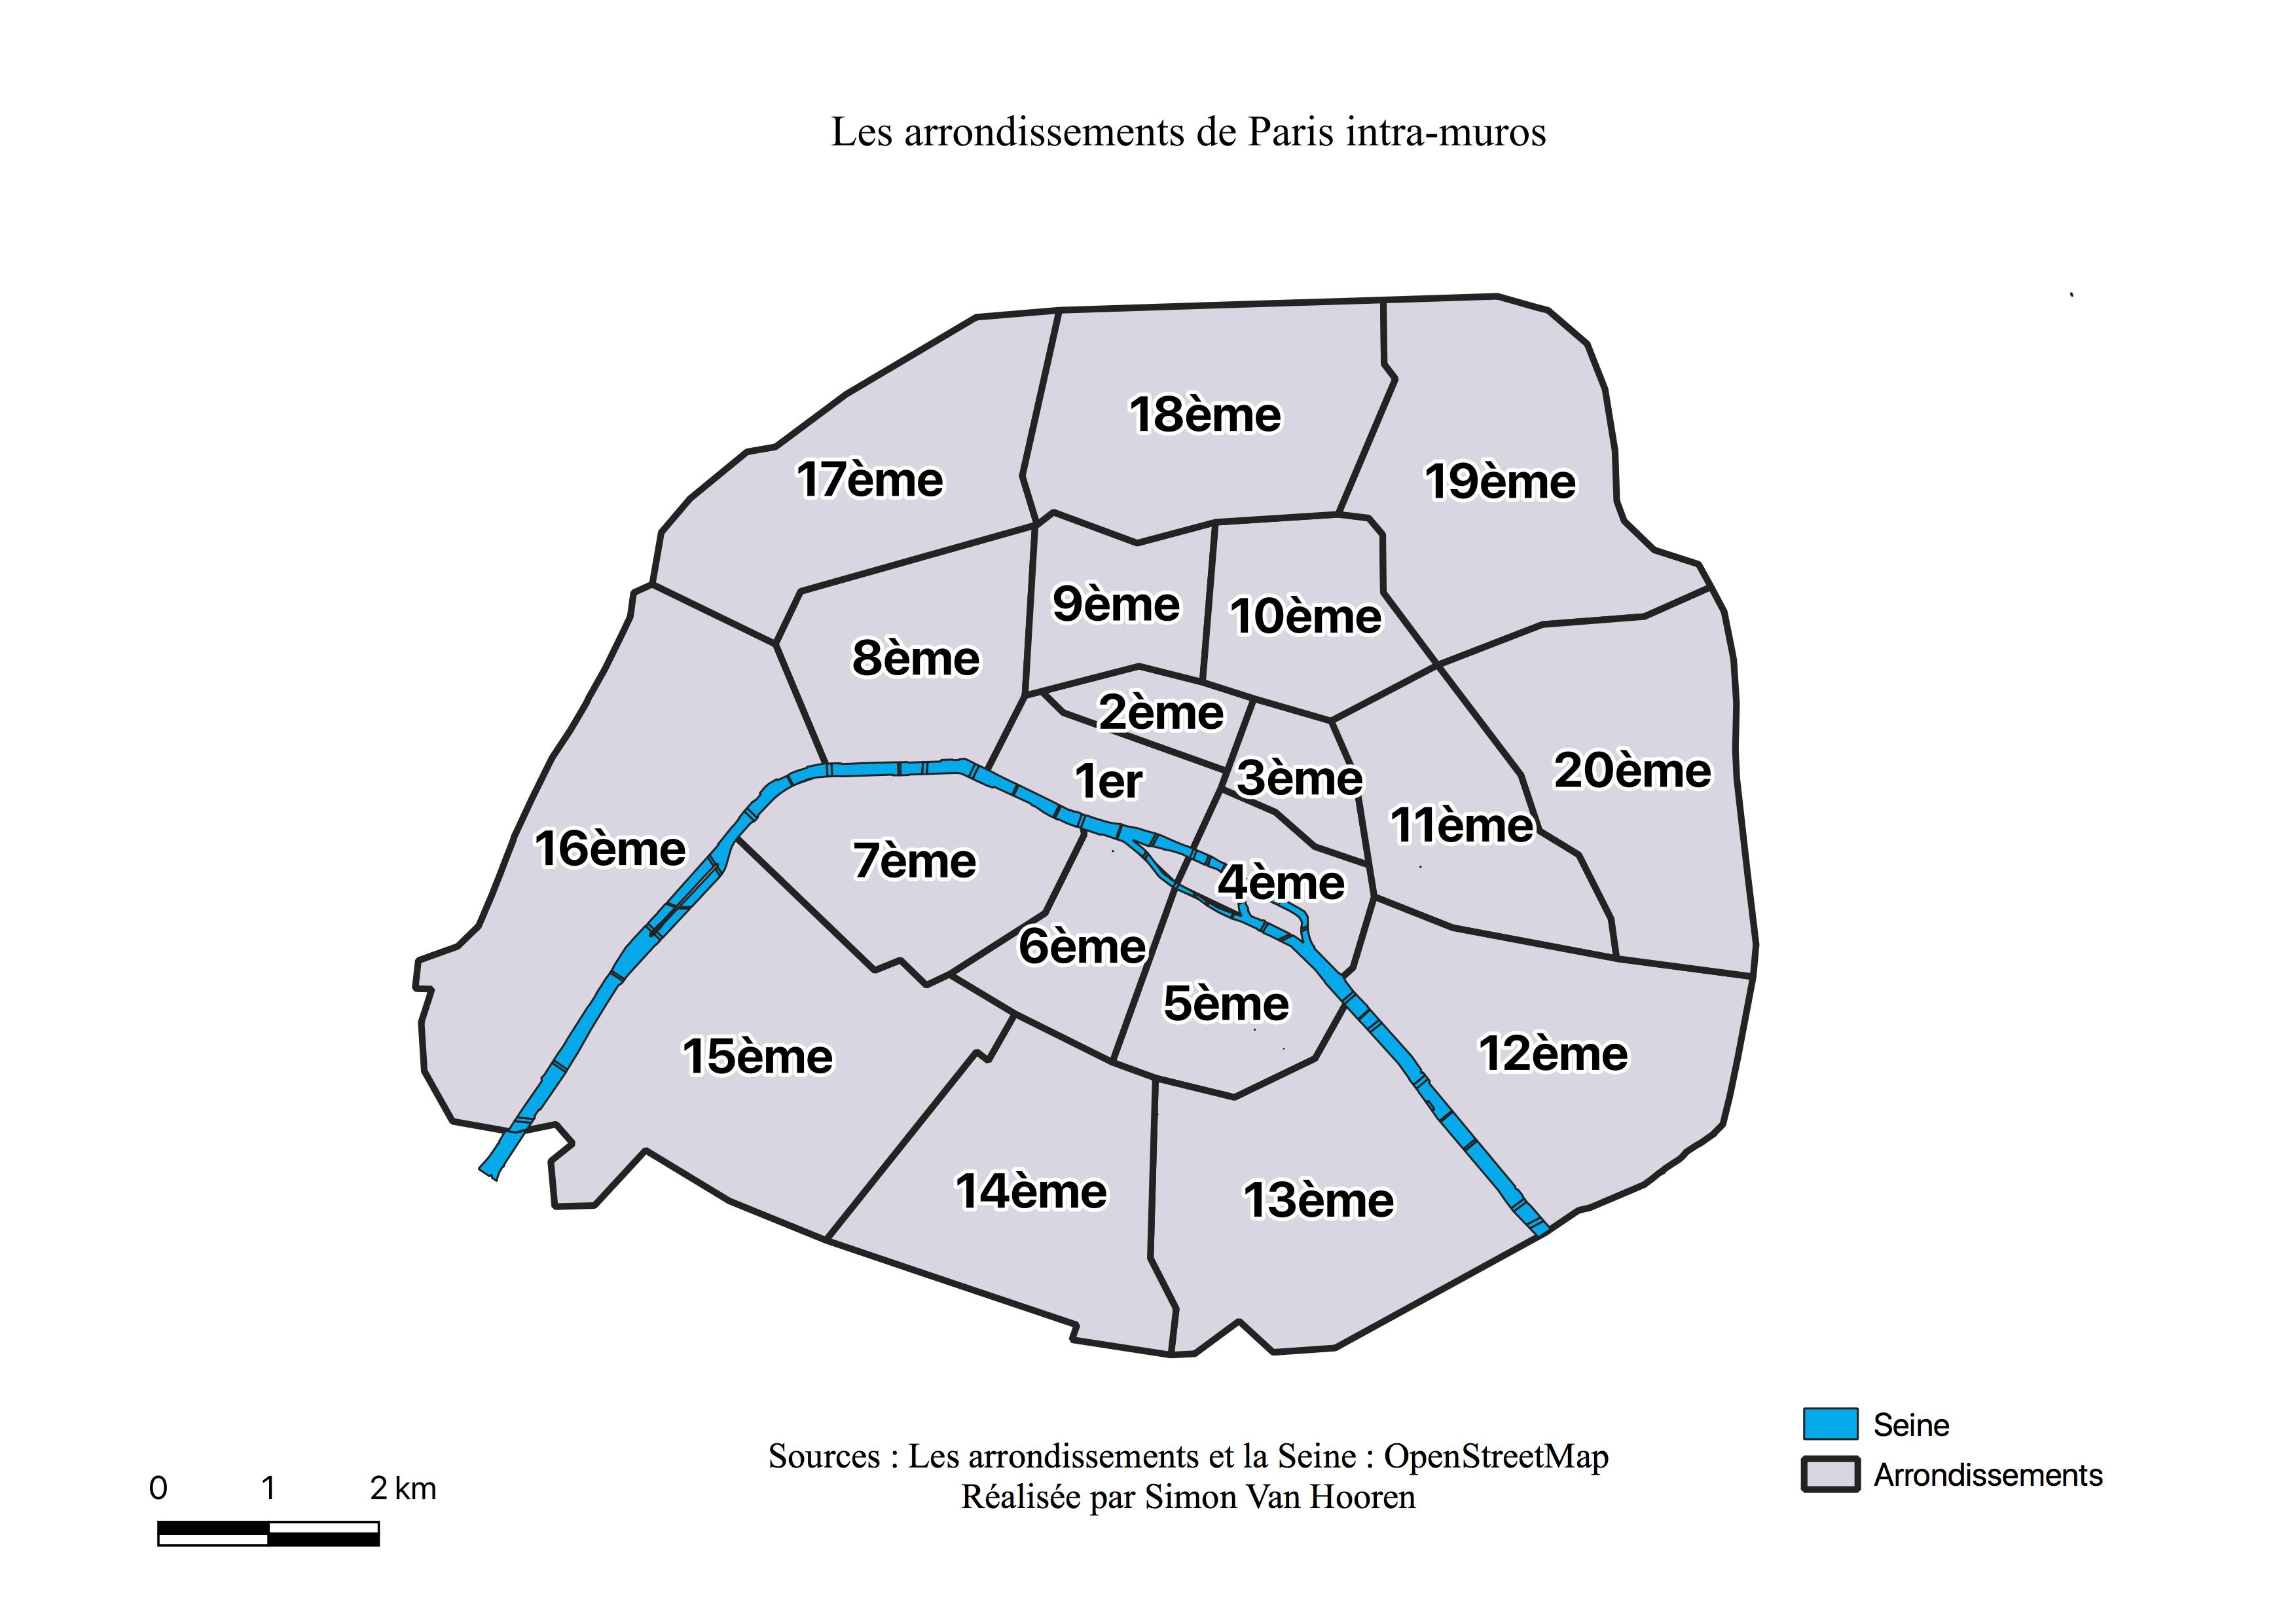 Les arrondissements de Paris intra-muros
18ème
17ème
19ème
9ème
10ème
8ème
2ème
20ème
1er
3ème
11ème
16ème
7ème
4ème
6ème
5ème
15ème
12ème
14ème
13ème
Seine
Arrondissements
Sources : Les arrondissements et la Seine : OpenStreetMap
Réalisée par Simon Van Hooren
0 1 2 km